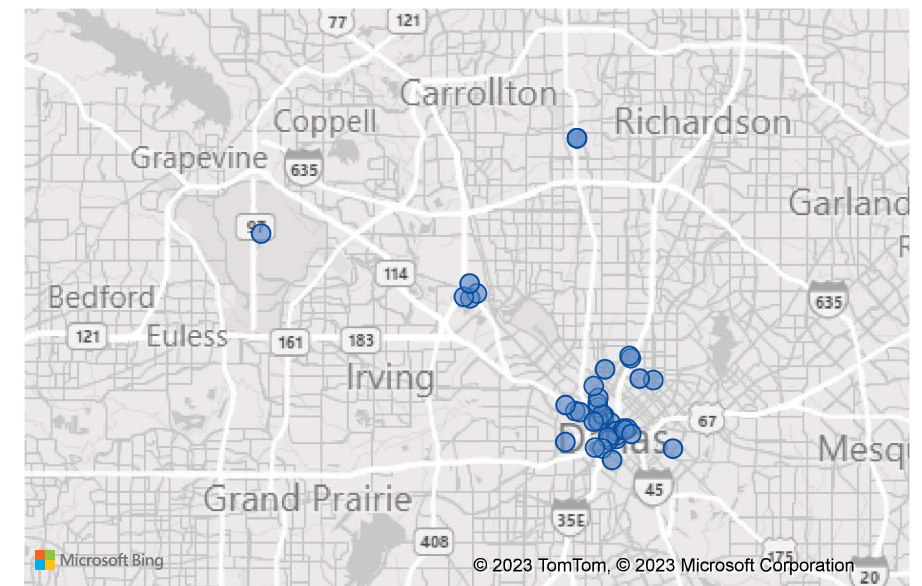 77
121
Carrollton
Coppell
Richardson
Grapevine
635
Garland
97
R
114
Bedford
635
121
Euless
161
183
Irving
67
Mesq
Grand Prairie
45
35E
408
175
Microsoft Bing
© 2023 TomTom, © 2023 Microsoft Corporation
20